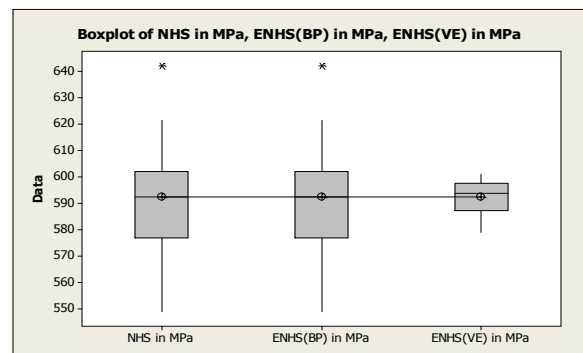 Boxplot of NHS in MPa, ENHS(BP) in MPa, ENHS(VE) in MPa
640
630
620
610
600
590
580
570
560
550
Data
NHS in MPa
ENHS(BP) in MPa
ENHS(VE) in MPa